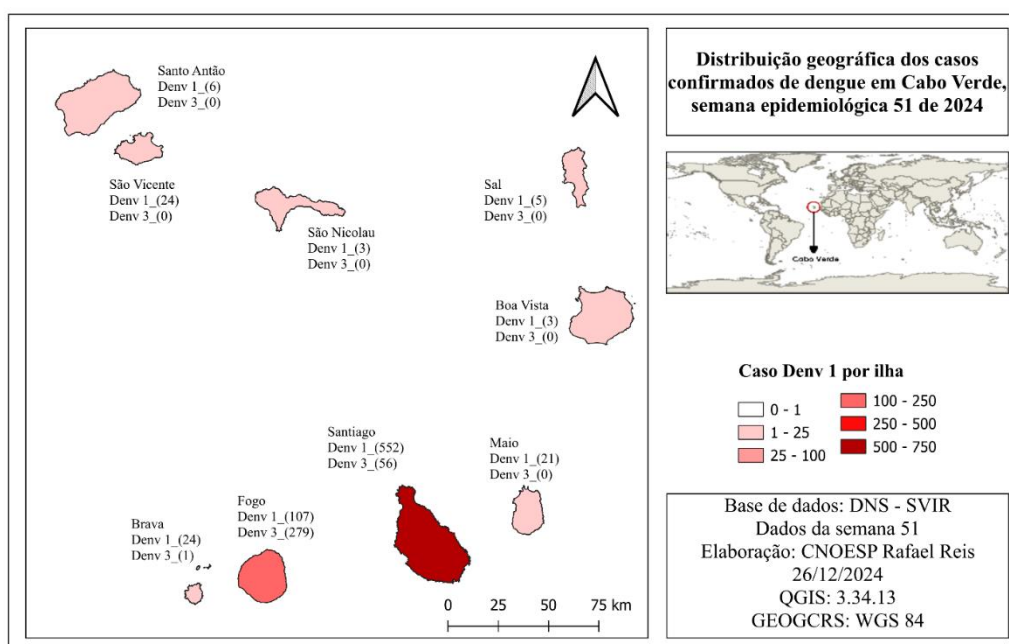 Santo Antão
Denv 1_(6)
Denv 3_(0)
São Vicente
Denv 1_(24)
Denv 3_(0)
São Nicolau
Denv 1_(3)
Denv 3_(0)
Sal
Denv 1_(5)
Denv 3_(0)
Boa Vista
Denv 1_(3)
Denv 3_(0)
Santiago
Denv 1_(552)
Denv 3_(56)
Maio
Denv 1_(21)
Denv 3_(0)
Fogo
Denv 1_(107)
Denv 3_(279)
Brava
Denv 1_(24)
Denv 3_(1)
0 25 50 75 km
Distribuição geográfica dos casos
confirmados de dengue em Cabo Verde,
semana epidemiológica 51 de 2024
Cabo Verde
Caso Denv 1 por ilha
0 - 1
1 - 25
25 - 100
100 - 250
250 - 500
500 - 750
Base de dados: DNS - SVIR
Dados da semana 51
Elaboração: CNOESP Rafael Reis
26/12/2024
QGIS: 3.34.13
GEOGCRS: WGS 84